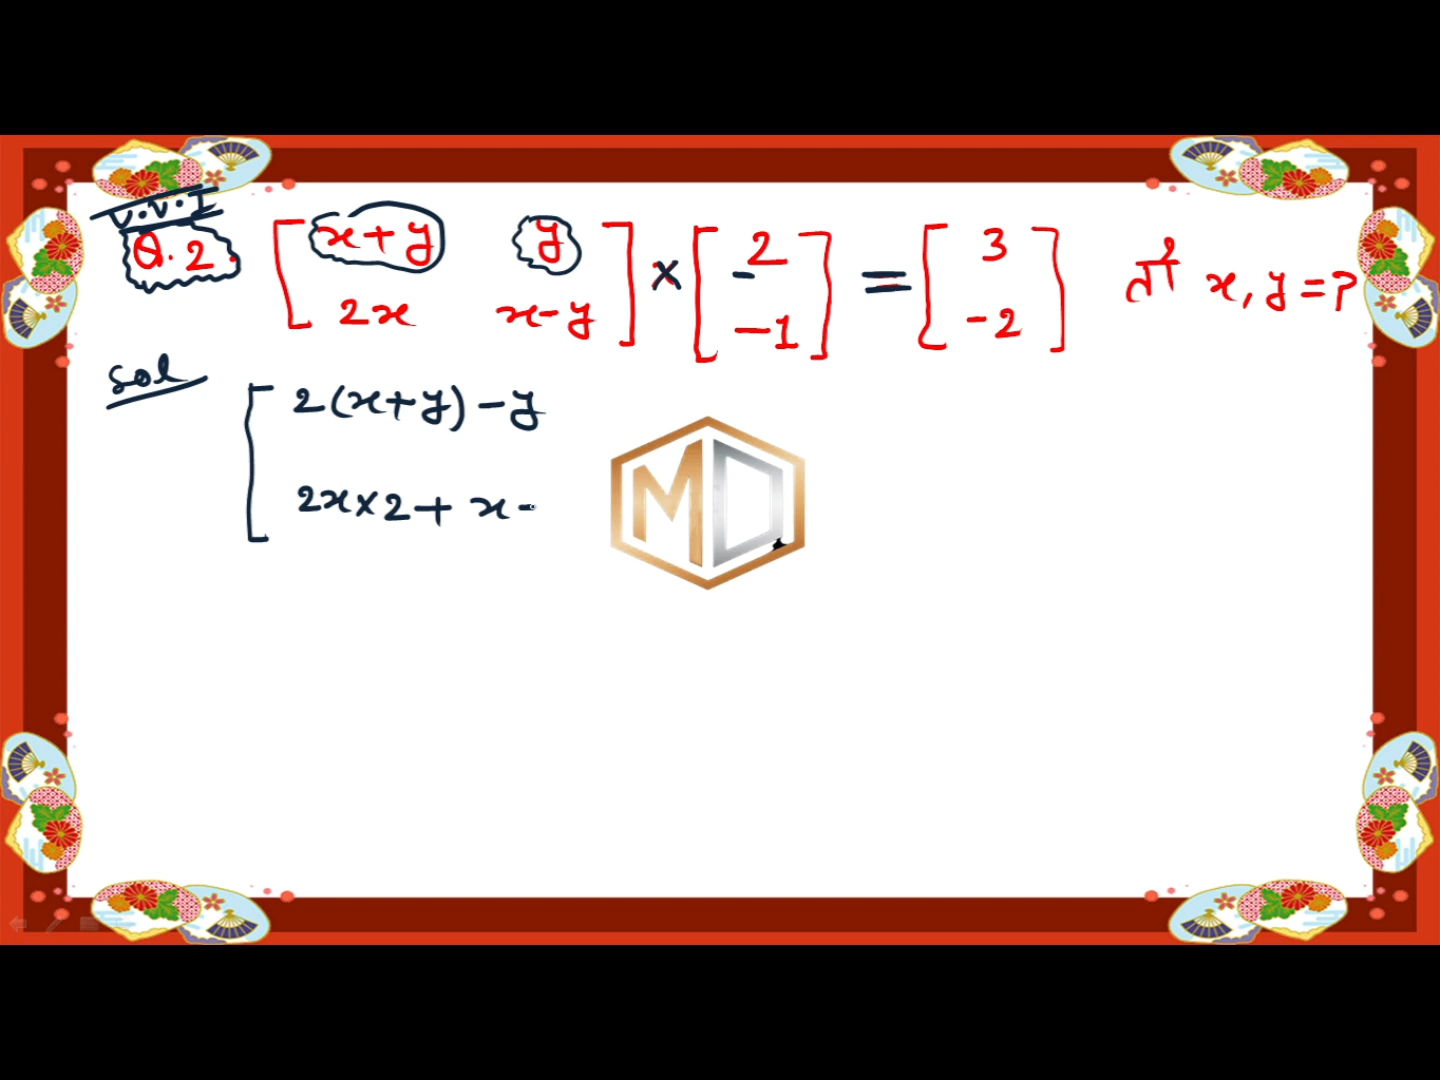 V.V.I
Q.2. [x+y y] × [2] = [3] तो x, y = ?
[2x x-y] [-1] [-2]
Sol
[2(x+y)-y
2x×2+ x-
MD